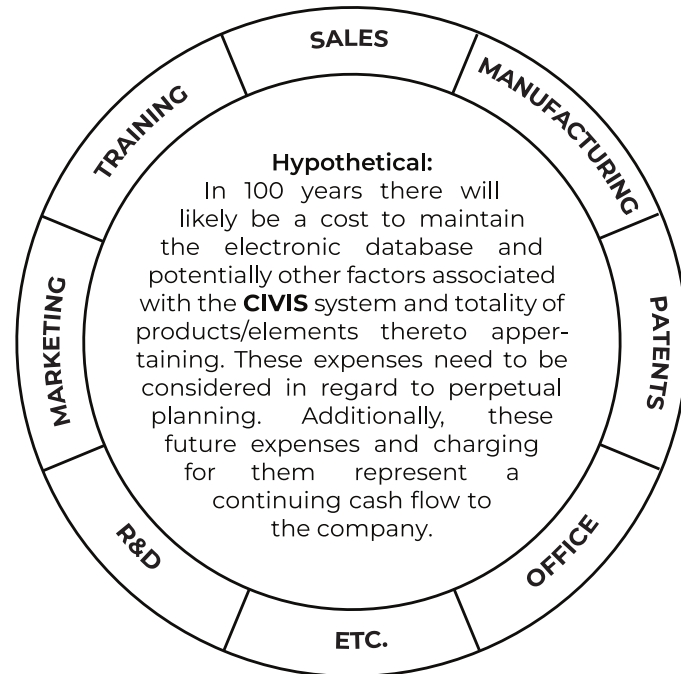 SALES
MANUFACTURING
PATENTS
OFFICE
ETC.
R&D
MARKETING
TRAINING
Hypothetical:
In 100 years there will
likely be a cost to maintain
the electronic database and
potentially other factors associated
with the CIVIS system and totality of
products/elements thereto apper-
taining. These expenses need to be
considered in regard to perpetual
planning. Additionally, these
future expenses and charging
for them represent a
continuing cash flow to
the company.